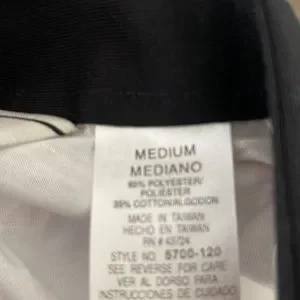 MEDIUM
MEDIANO
65% POLYESTER/
POLIESTER
35% COTTON/ALGODON
MADE IN TAIWAN
HECHO EN TAIWAN
RN # 43724
STYLE NO. 5700-120
SEE REVERSE FOR CARE
VER AL DORSO PARA
INSTRUCCIONES DE CUIDADO